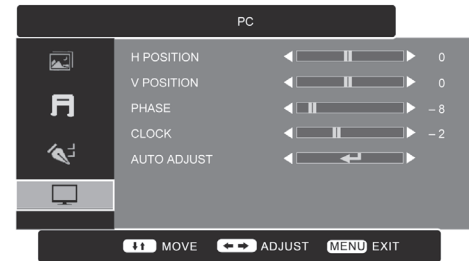 PC
H POSITION 0
V POSITION 0
PHASE – 8
CLOCK – 2
AUTO ADJUST
MOVE ADJUST MENU EXIT